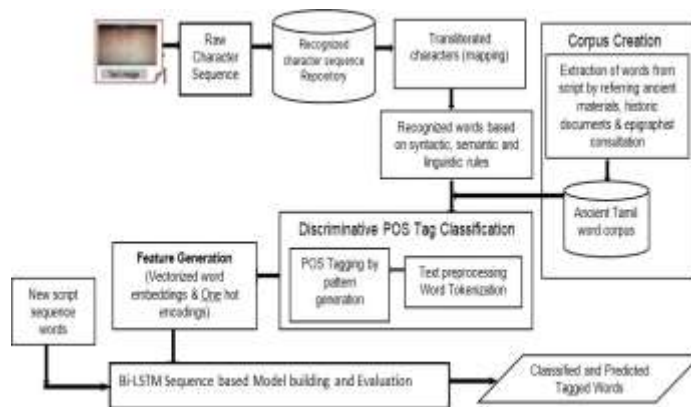 Raw
Character
Sequence
Recognized
character sequence
Repository
Transliterated
characters (mapping)
Corpus Creation
Extraction of words from
script by referring ancient
materials, historic
documents & epigraphist
consultation
Recognized words based
on syntactic, semantic and
linguistic rules
Ancient Tamil
word corpus
Discriminative POS Tag Classification
POS Tagging by
pattern
generation
Text preprocessing
Word Tokenization
Feature Generation
(Vectorized word
embeddings & One hot
encodings)
New script
sequence
words
Bi-LSTM Sequence based Model building and Evaluation
Classified and Predicted
Tagged Words